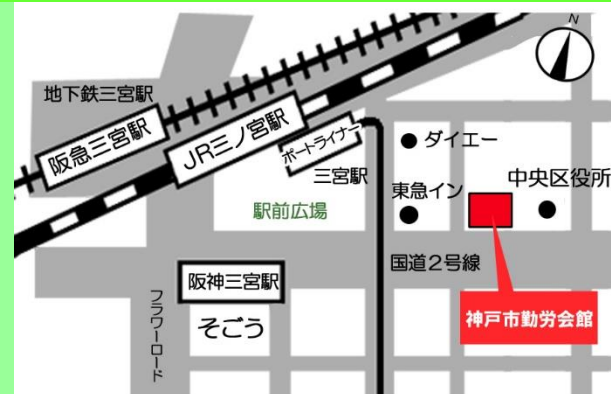 N
地下鉄三宮駅
阪急三宮駅
JR三ノ宮駅
ポートライナー
三宮駅
ダイエー
東急イン
中央区役所
駅前広場
国道2号線
阪神三宮駅
そごう
フラワーロード
神戸市勤労会館